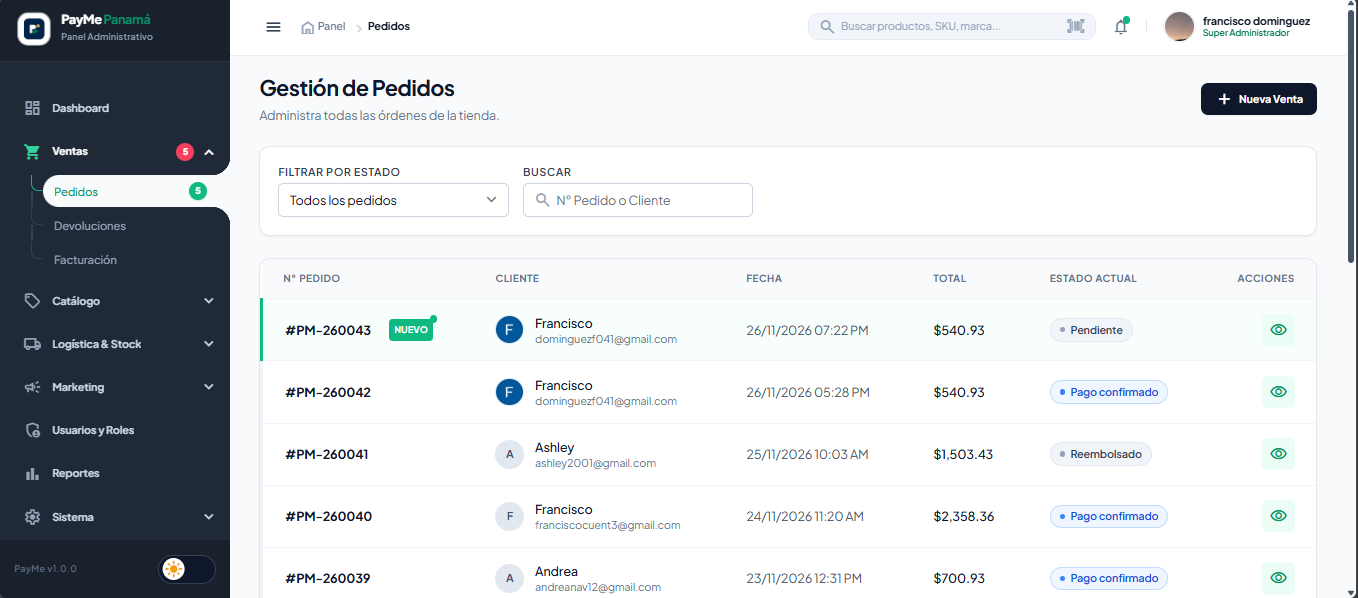 PayMe Panamá
Panel Administrativo
Panel
Pedidos
Buscar productos, SKU, marca...
francisco dominguez
Super Administrador
Dashboard
Ventas
5
Pedidos
5
Devoluciones
Facturación
Catálogo
Logística & Stock
Marketing
Usuarios y Roles
Reportes
Sistema
PayMe v1.0.0
Gestión de Pedidos
Administra todas las órdenes de la tienda.
+ Nueva Venta
FILTRAR POR ESTADO
Todos los pedidos
BUSCAR
N° Pedido o Cliente
N° PEDIDO CLIENTE FECHA TOTAL ESTADO ACTUAL ACCIONES
#PM-260043 NUEVO F Francisco 26/11/2026 07:22 PM $540.93 Pendiente
dominguezf041@gmail.com
#PM-260042 F Francisco 26/11/2026 05:28 PM $540.93 Pago confirmado
dominguezf041@gmail.com
#PM-260041 A Ashley 25/11/2026 10:03 AM $1,503.43 Reembolsado
ashley2001@gmail.com
#PM-260040 F Francisco 24/11/2026 11:20 AM $2,358.36 Pago confirmado
franciscocuent3@gmail.com
#PM-260039 A Andrea 23/11/2026 12:31 PM $700.93 Pago confirmado
andreanav12@gmail.com